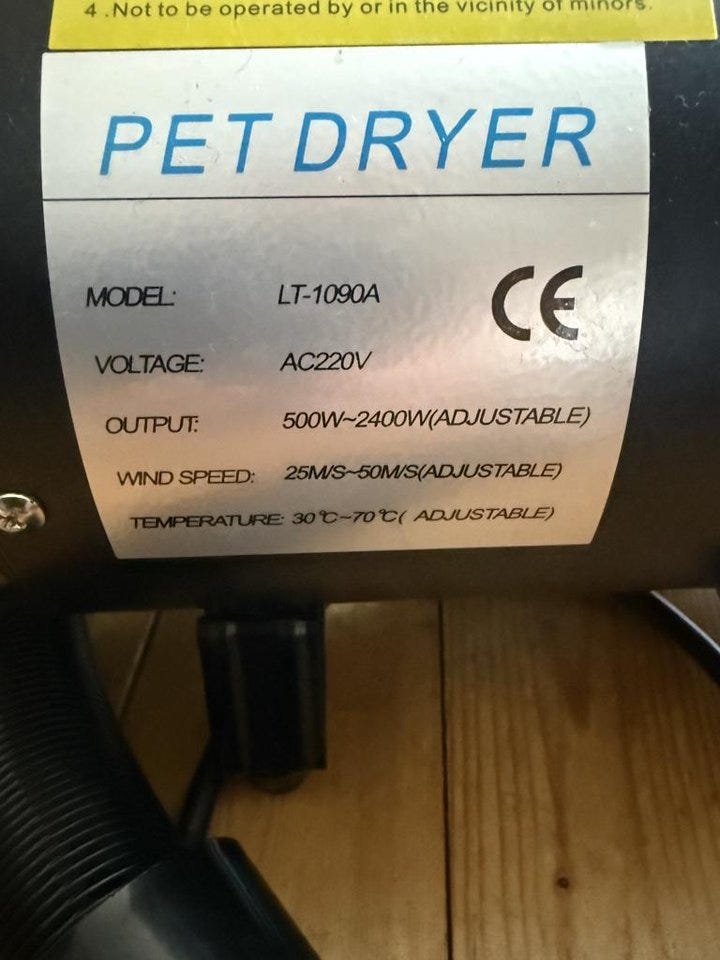 4 .Not to be operated by or in the vicinity of minors.
PET DRYER
MODEL: LT-1090A
CE
VOLTAGE: AC220V
OUTPUT: 500W~2400W(ADJUSTABLE)
WIND SPEED: 25M/S~50M/S(ADJUSTABLE)
TEMPERATURE: 30℃~70℃( ADJUSTABLE)